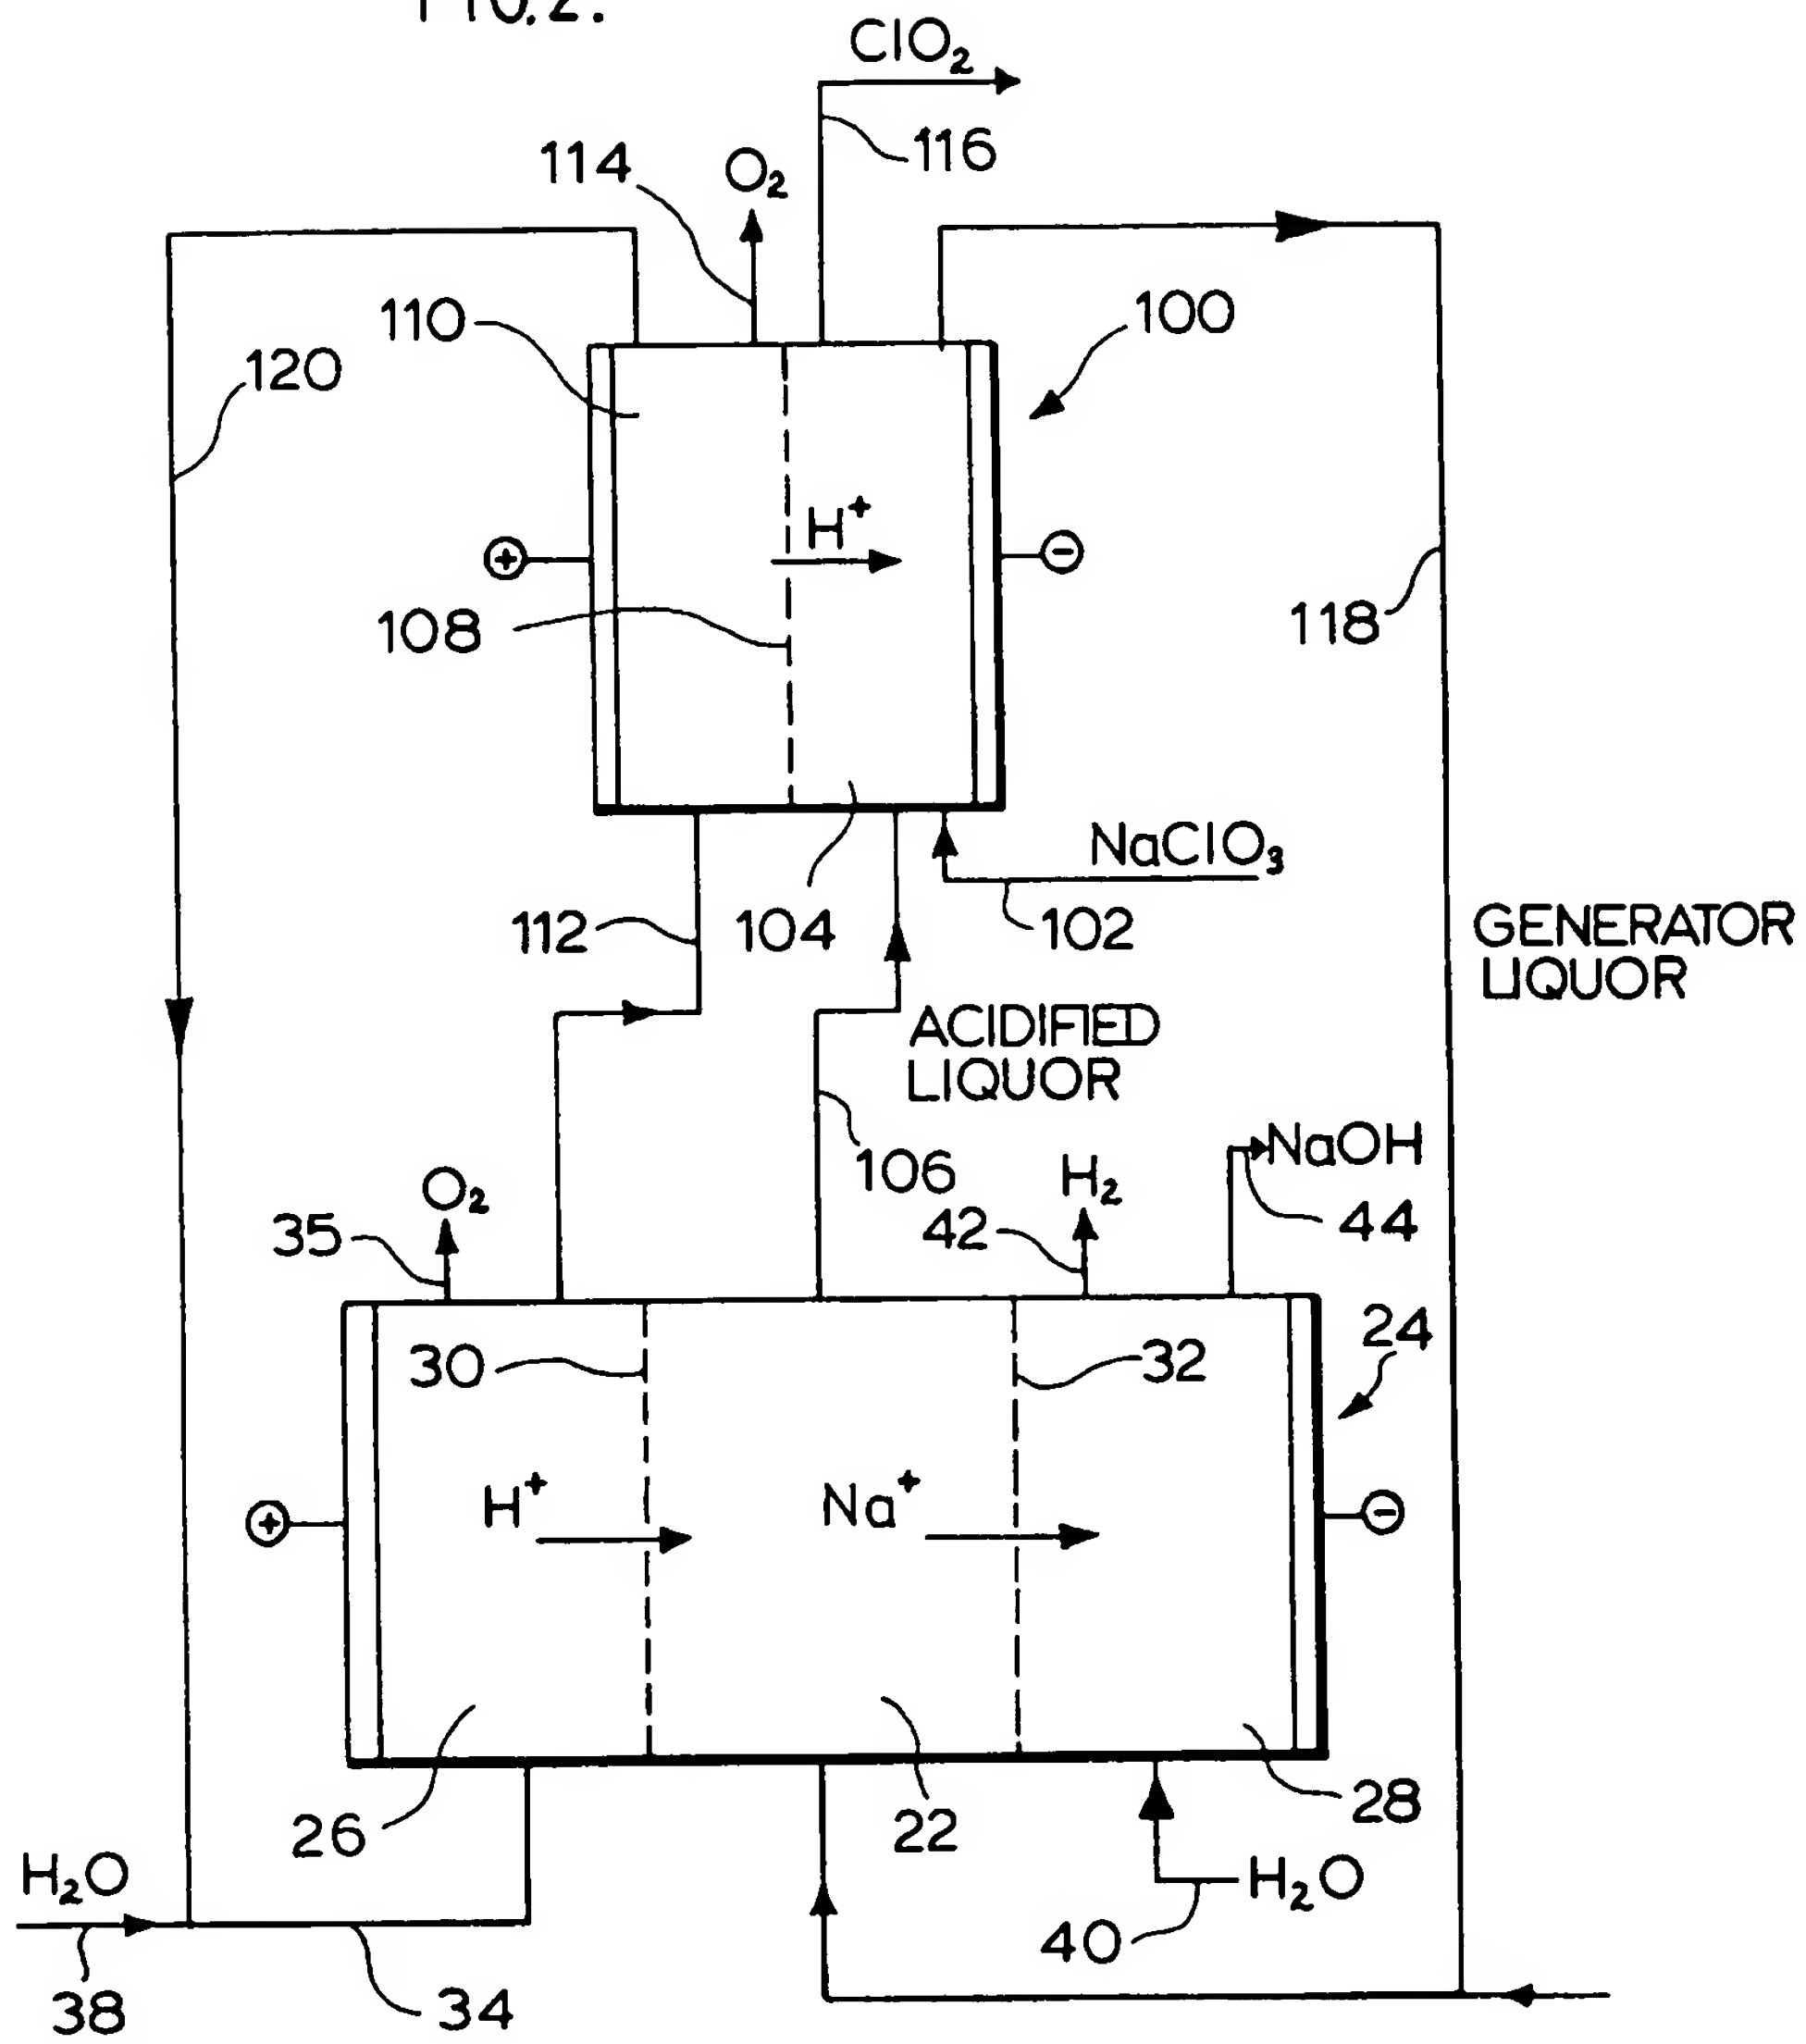 FIG.2.
ClO₂
116
114
O₂
110
100
120
H⁺
+
−
108
118
NaClO₃
112
104
102
GENERATOR
LIQUOR
ACIDIFIED
LIQUOR
106
NaOH
O₂
H₂
35
42
44
24
30
32
H⁺
Na⁺
+
−
26
22
28
H₂O
H₂O
40
38
34